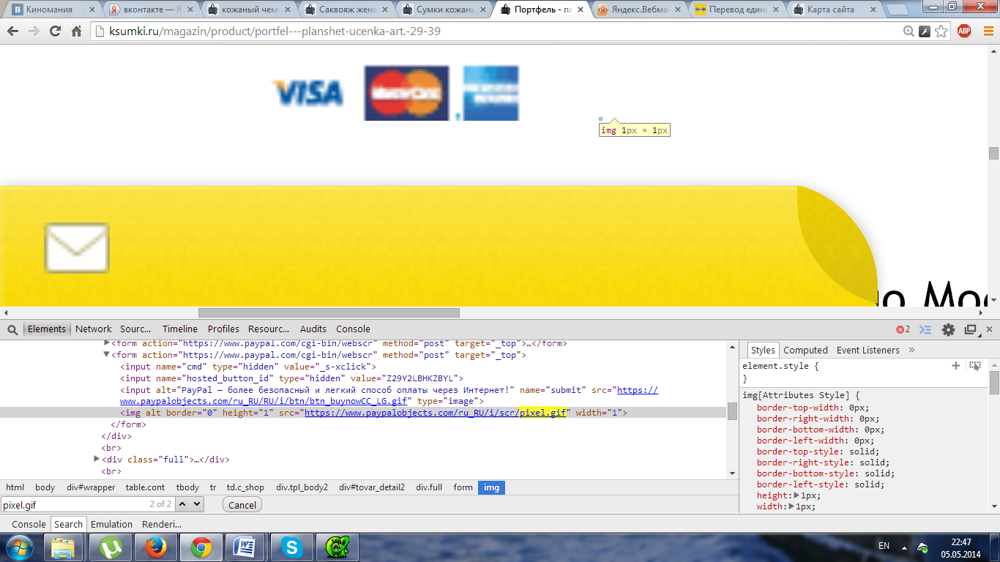 Киномания
вконтакте — Я
кожаный чем
Саквояж женс
Сумки кожань
Портфель - пл
Яндекс.Вебма
Перевод един
Карта сайта
ksumki.ru/magazin/product/portfel---planshet-ucenka-art.-29-39
ABP
VISA
MasterCard
img 1px × 1px
Elements Network Sourc... Timeline Profiles Resourc... Audits Console
2
<form action="https://www.paypal.com/cgi-bin/webscr" method="post" target="_top">…</form>
<form action="https://www.paypal.com/cgi-bin/webscr" method="post" target="_top">
<input name="cmd" type="hidden" value="_s-xclick">
<input name="hosted_button_id" type="hidden" value="Z29Y2LBHKZBYL">
<input alt="PayPal — более безопасный и легкий способ оплаты через Интернет!" name="submit" src="https://
www.paypalobjects.com/ru_RU/RU/i/btn/btn_buynowCC_LG.gif" type="image">
<img alt border="0" height="1" src="https://www.paypalobjects.com/ru_RU/i/scr/pixel.gif" width="1">
</form>
</div>
<br>
<div class="full">…</div>
<br>
html body div#wrapper table.cont tbody tr td.c_shop div.tpl_body2 div#tovar_detail2 div.full form img
pixel.gif 2 of 2 Cancel
Styles Computed Event Listeners »
element.style {
}
img[Attributes Style] {
border-top-width: 0px;
border-right-width: 0px;
border-bottom-width: 0px;
border-left-width: 0px;
border-top-style: solid;
border-right-style: solid;
border-bottom-style: solid;
border-left-style: solid;
height: 1px;
width: 1px;
Console Search Emulation Renderi...
EN
22:47
05.05.2014